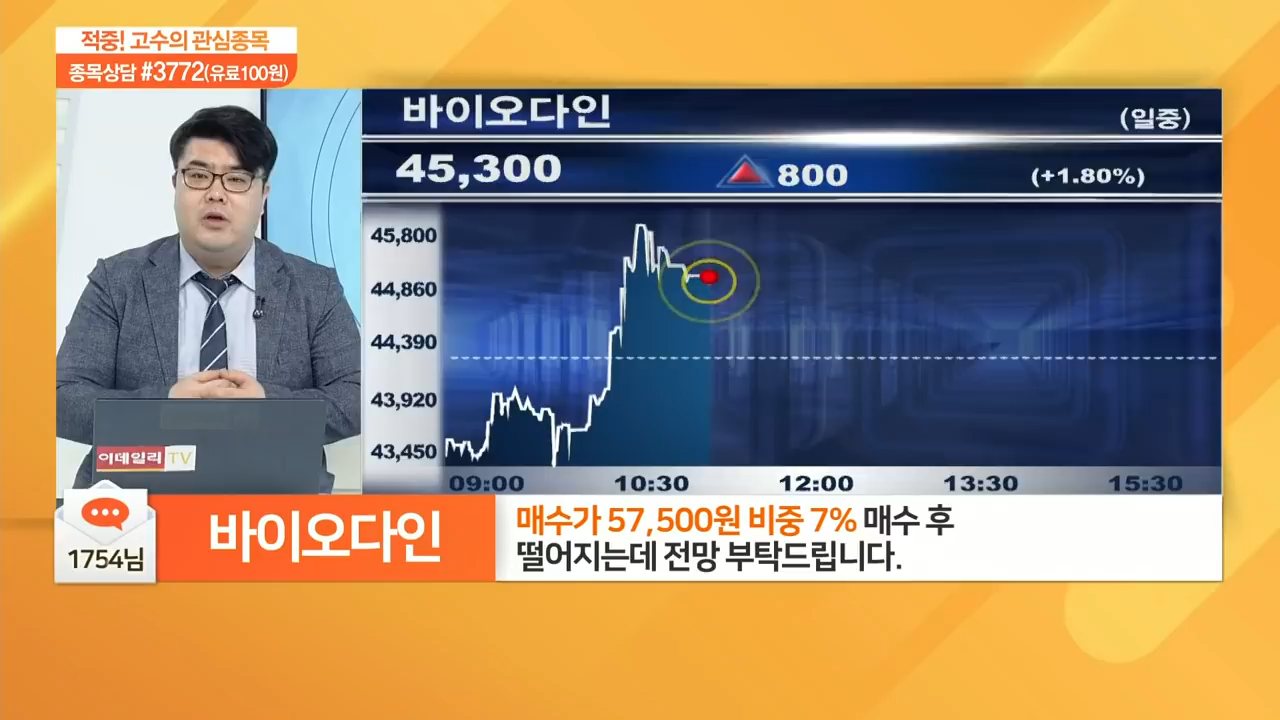 적중! 고수의 관심종목
종목상담 #3772(유료100원)
바이오다인
(일중)
45,300
800
(+1.80%)
45,800
44,860
44,390
43,920
43,450
09:00
10:30
12:00
13:30
15:30
이데일리 TV
1754님
바이오다인
매수가 57,500원 비중 7% 매수 후
떨어지는데 전망 부탁드립니다.